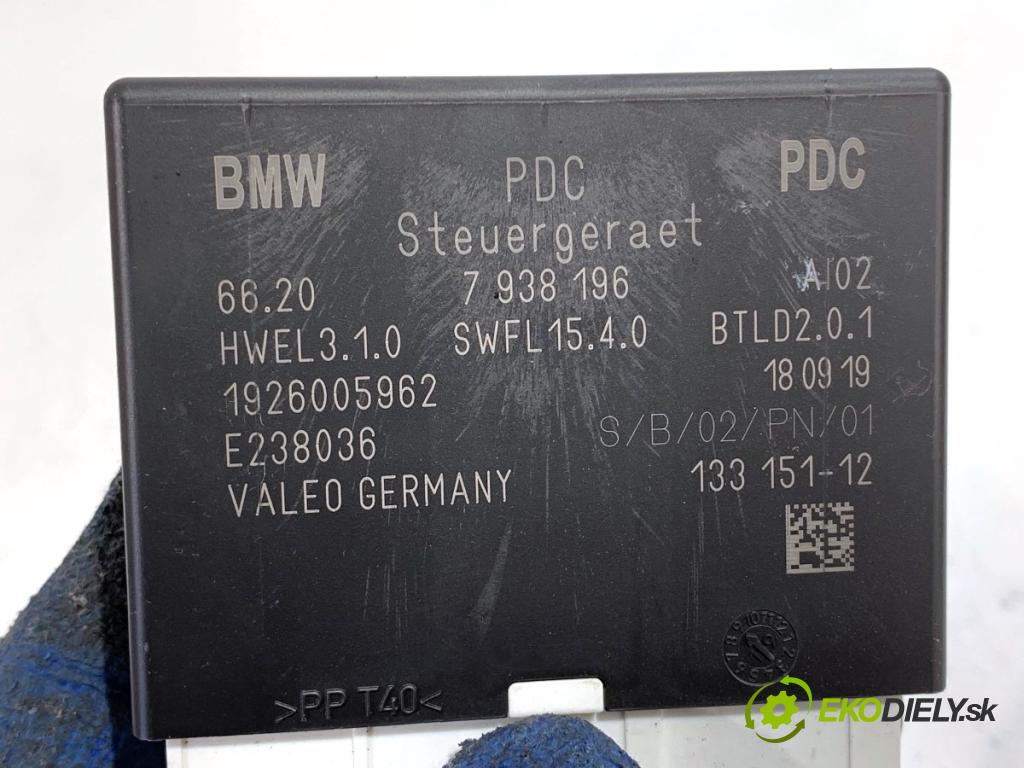 BMW PDC PDC
Steuergeraet
66.20 7 938 196 AI02
HWEL3.1.0 SWFL15.4.0 BTLD2.0.1
1926005962 18 09 19
E238036 S/B/02/PN/01
VALEO GERMANY 133 151-12
>PP T40<
EKODIELY.sk